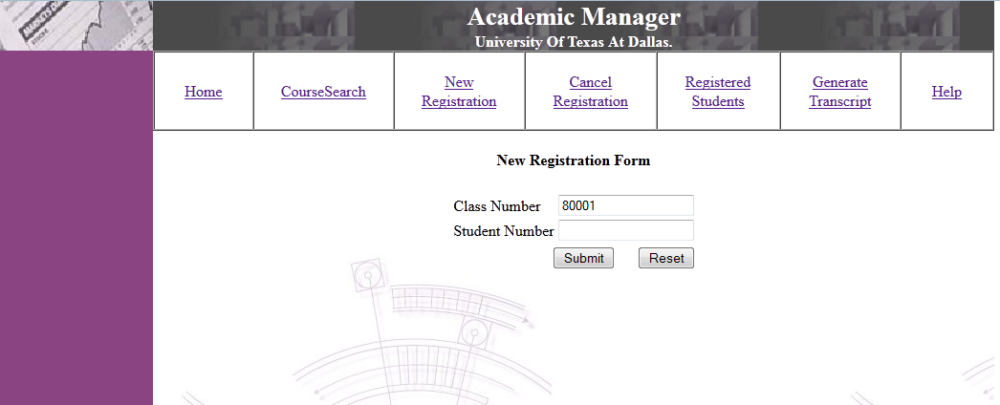 MARKETS
Academic Manager
University Of Texas At Dallas.
Home
CourseSearch
New
Registration
Cancel
Registration
Registered
Students
Generate
Transcript
Help
New Registration Form
Class Number 80001
Student Number
Submit Reset